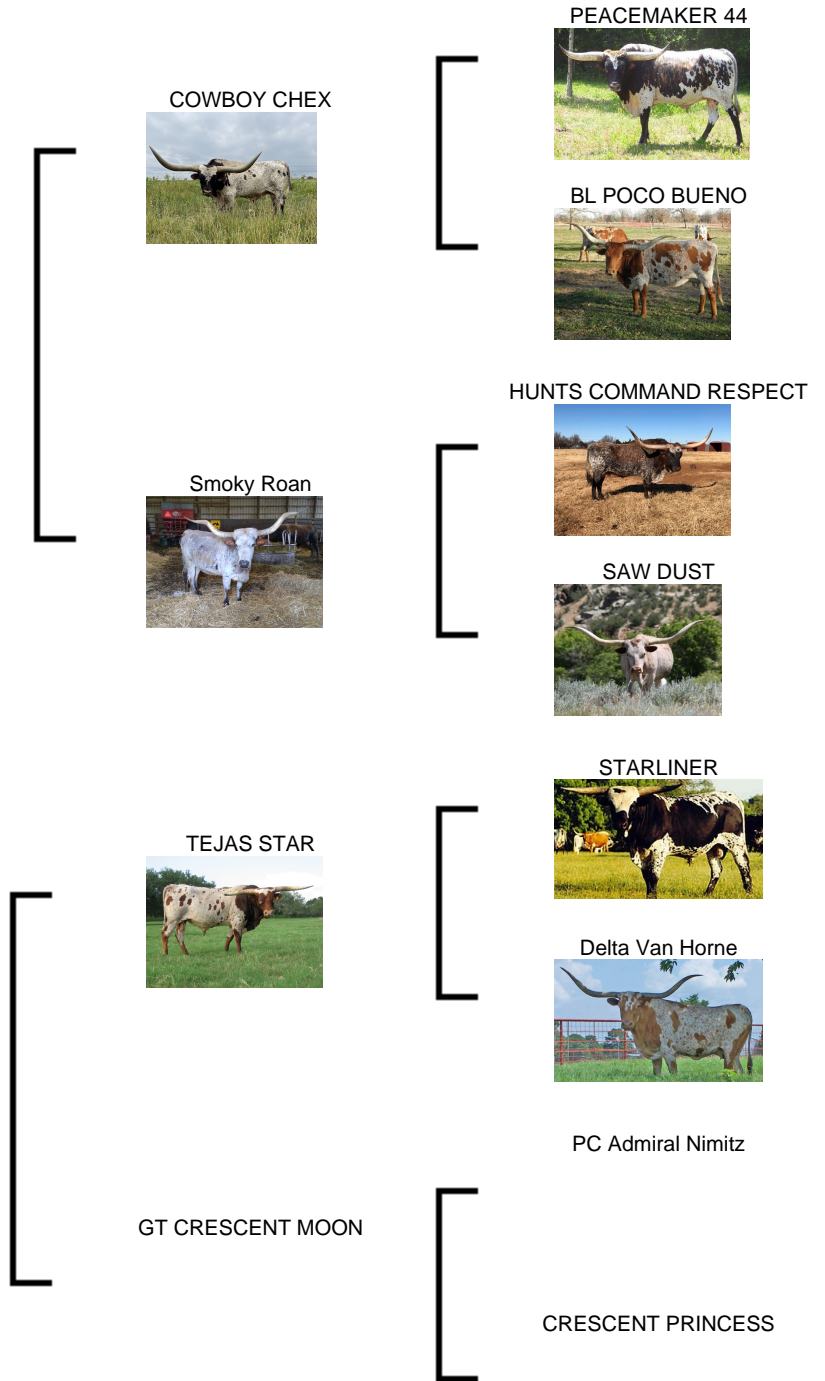 PEACEMAKER 44
COWBOY CHEX
BL POCO BUENO
HUNTS COMMAND RESPECT
Smoky Roan
SAW DUST
STARLINER
TEJAS STAR
Delta Van Horne
PC Admiral Nimitz
GT CRESCENT MOON
CRESCENT PRINCESS